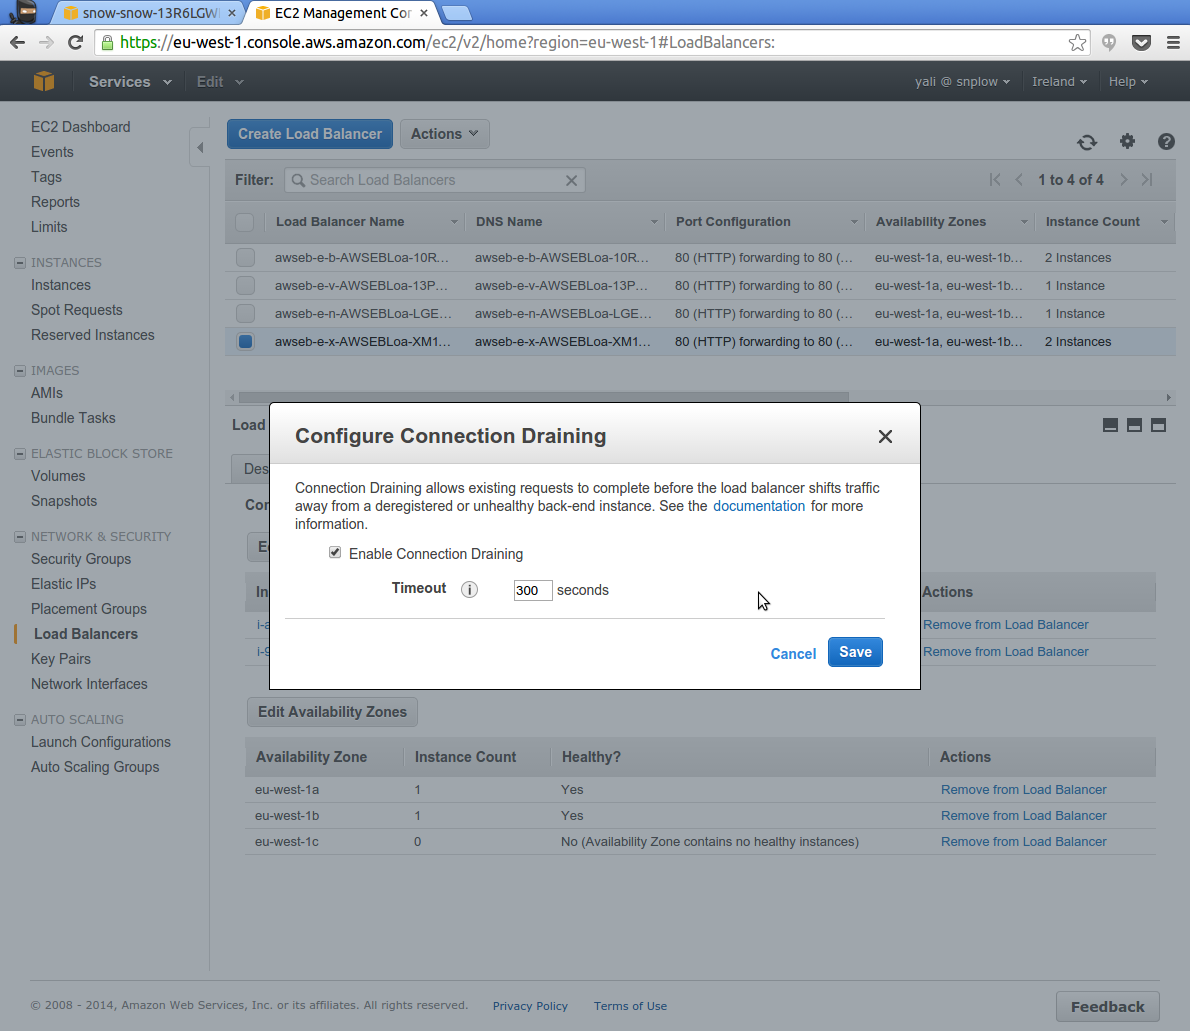 snow-snow-13R6LGW
EC2 Management Cor
https://eu-west-1.console.aws.amazon.com/ec2/v2/home?region=eu-west-1#LoadBalancers:
Services Edit yali @ snplow Ireland Help
EC2 Dashboard
Events
Tags
Reports
Limits
INSTANCES
Instances
Spot Requests
Reserved Instances
IMAGES
AMIs
Bundle Tasks
ELASTIC BLOCK STORE
Volumes
Snapshots
NETWORK & SECURITY
Security Groups
Elastic IPs
Placement Groups
Load Balancers
Key Pairs
Network Interfaces
AUTO SCALING
Launch Configurations
Auto Scaling Groups
Create Load Balancer Actions
Filter: Search Load Balancers 1 to 4 of 4
Load Balancer Name DNS Name Port Configuration Availability Zones Instance Count
awseb-e-b-AWSEBLoa-10R... awseb-e-b-AWSEBLoa-10R... 80 (HTTP) forwarding to 80 (... eu-west-1a, eu-west-1b... 2 Instances
awseb-e-v-AWSEBLoa-13P... awseb-e-v-AWSEBLoa-13P... 80 (HTTP) forwarding to 80 (... eu-west-1a, eu-west-1b... 1 Instance
awseb-e-n-AWSEBLoa-LGE... awseb-e-n-AWSEBLoa-LGE... 80 (HTTP) forwarding to 80 (... eu-west-1a, eu-west-1b... 1 Instance
awseb-e-x-AWSEBLoa-XM1... awseb-e-x-AWSEBLoa-XM1... 80 (HTTP) forwarding to 80 (... eu-west-1a, eu-west-1b... 2 Instances
Load
Des
Con
Configure Connection Draining
Connection Draining allows existing requests to complete before the load balancer shifts traffic
away from a deregistered or unhealthy back-end instance. See the documentation for more
information.
Enable Connection Draining
Timeout i 300 seconds
Cancel Save
In Actions
i-a Remove from Load Balancer
i-9 Remove from Load Balancer
Edit Availability Zones
Availability Zone Instance Count Healthy? Actions
eu-west-1a 1 Yes Remove from Load Balancer
eu-west-1b 1 Yes Remove from Load Balancer
eu-west-1c 0 No (Availability Zone contains no healthy instances) Remove from Load Balancer
© 2008 - 2014, Amazon Web Services, Inc. or its affiliates. All rights reserved. Privacy Policy Terms of Use Feedback